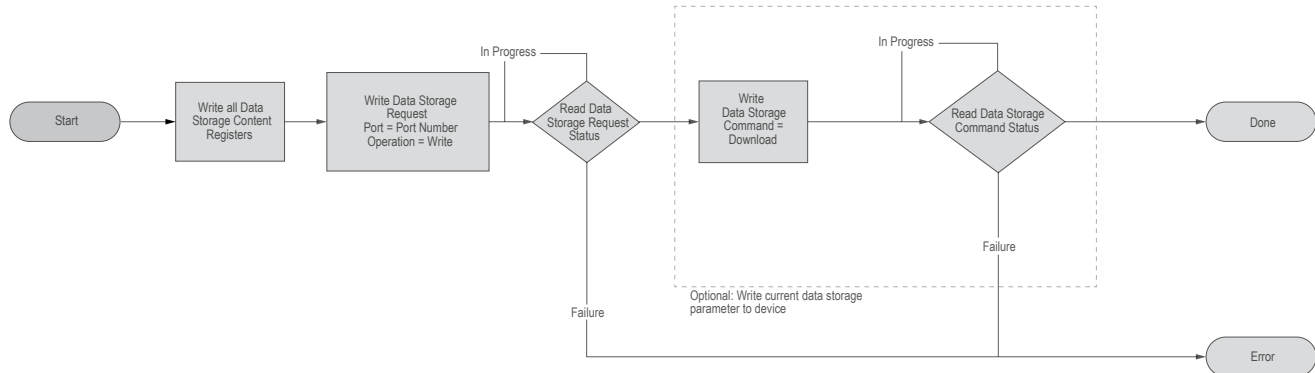 Start
Write all Data
Storage Content
Registers
Write Data Storage
Request
Port = Port Number
Operation = Write
In Progress
Read Data
Storage Request
Status
Failure
Write
Data Storage
Command =
Download
In Progress
Read Data Storage
Command Status
Failure
Optional: Write current data storage
parameter to device
Done
Error